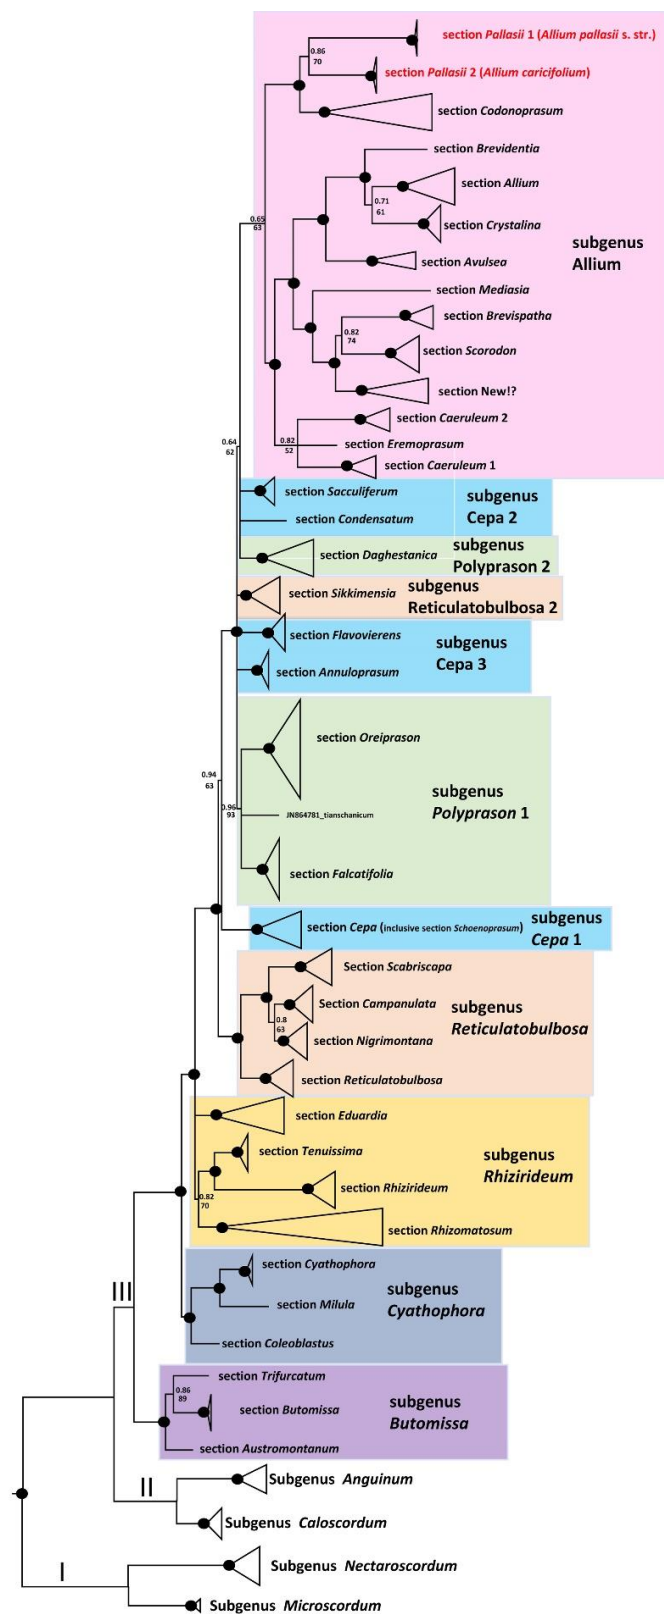 section Pallasii 1 (Allium pallasii s. str.)
0.86
70
section Pallasii 2 (Allium caricifolium)
section Codonoprasum
section Brevidentia
section Allium
0.71
61
section Crystalina
0.65
63
subgenus
Allium
section Avulsea
section Mediasia
section Brevispatha
0.82
74
section Scorodon
section New!?
section Caeruleum 2
0.82
52
section Eremoprasum
0.64
62
section Caeruleum 1
section Sacculiferum
subgenus
Cepa 2
section Condensatum
section Daghestanica
subgenus
Polyprason 2
section Sikkimensia
subgenus
Reticulatobulbosa 2
section Flavovierens
subgenus
Cepa 3
section Annuloprasum
section Oreiprason
0.94
63
subgenus
Polyprason 1
0.96
93
JN864781_tianschanicum
section Falcatifolia
section Cepa (inclusive section Schoenoprasum)
subgenus
Cepa 1
Section Scabriscapa
Section Campanulata
subgenus
Reticulatobulbosa
0.8
63
section Nigrimontana
section Reticulatobulbosa
section Eduardia
subgenus
Rhizirideum
section Tenuissima
section Rhizirideum
0.82
70
section Rhizomatosum
section Cyathophora
subgenus
Cyathophora
III
section Milula
section Coleoblastus
section Trifurcatum
0.86
89
subgenus
Butomissa
section Butomissa
section Austromontanum
II
Subgenus Anguinum
Subgenus Caloscordum
I
Subgenus Nectaroscordum
Subgenus Microscordum